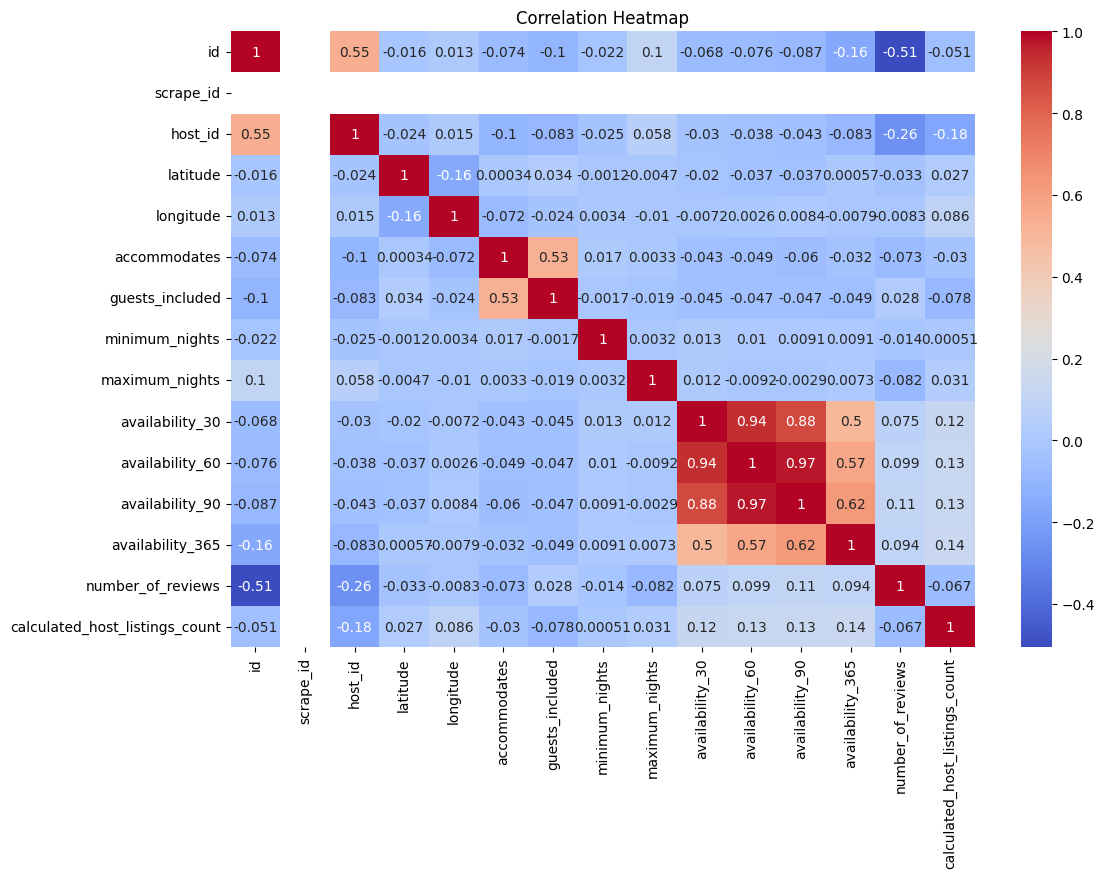 Correlation Heatmap
id 1 0.55 -0.016 0.013 -0.074 -0.1 -0.022 0.1 -0.068 -0.076 -0.087 -0.16 -0.51 -0.051
scrape_id
host_id 0.55 1 -0.024 0.015 -0.1 -0.083 -0.025 0.058 -0.03 -0.038 -0.043 -0.083 -0.26 -0.18
latitude -0.016 -0.024 1 -0.16 0.00034 0.034 -0.0012 -0.0047 -0.02 -0.037 -0.037 0.00057 -0.033 0.027
longitude 0.013 0.015 -0.16 1 -0.072 -0.024 0.0034 -0.01 -0.0072 0.0026 0.0084 -0.0079 -0.0083 0.086
accommodates -0.074 -0.1 0.00034 -0.072 1 0.53 0.017 0.0033 -0.043 -0.049 -0.06 -0.032 -0.073 -0.03
guests_included -0.1 -0.083 0.034 -0.024 0.53 1 -0.0017 -0.019 -0.045 -0.047 -0.047 -0.049 0.028 -0.078
minimum_nights -0.022 -0.025 -0.0012 0.0034 0.017 -0.0017 1 0.0032 0.013 0.01 0.0091 0.0091 -0.014 -0.00051
maximum_nights 0.1 0.058 -0.0047 -0.01 0.0033 -0.019 0.0032 1 0.012 -0.0092 -0.0029 0.0073 -0.082 0.031
availability_30 -0.068 -0.03 -0.02 -0.0072 -0.043 -0.045 0.013 0.012 1 0.94 0.88 0.5 0.075 0.12
availability_60 -0.076 -0.038 -0.037 0.0026 -0.049 -0.047 0.01 -0.0092 0.94 1 0.97 0.57 0.099 0.13
availability_90 -0.087 -0.043 -0.037 0.0084 -0.06 -0.047 0.0091 -0.0029 0.88 0.97 1 0.62 0.11 0.13
availability_365 -0.16 -0.083 0.00057 -0.0079 -0.032 -0.049 0.0091 0.0073 0.5 0.57 0.62 1 0.094 0.14
number_of_reviews -0.51 -0.26 -0.033 -0.0083 -0.073 0.028 -0.014 -0.082 0.075 0.099 0.11 0.094 1 -0.067
calculated_host_listings_count -0.051 -0.18 0.027 0.086 -0.03 -0.078 -0.00051 0.031 0.12 0.13 0.13 0.14 -0.067 1
id
scrape_id
host_id
latitude
longitude
accommodates
guests_included
minimum_nights
maximum_nights
availability_30
availability_60
availability_90
availability_365
number_of_reviews
calculated_host_listings_count
1.0
0.8
0.6
0.4
0.2
0.0
−0.2
−0.4